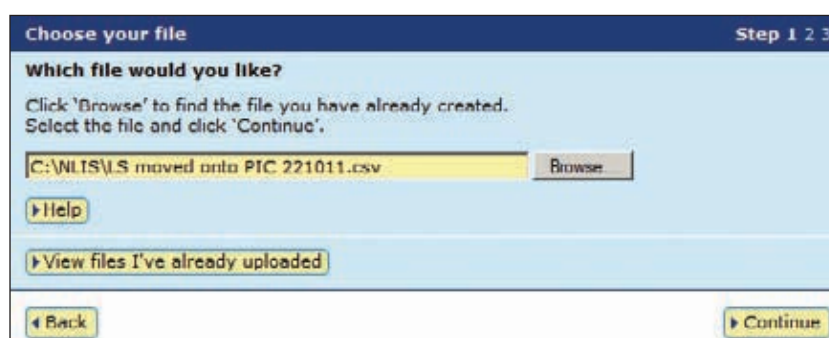 Choose your file Step 1 2 3
Which file would you like?
Click 'Browse' to find the file you have already created.
Select the file and click 'Continue'.
C:\NLIS\LS moved onto PIC 221011.csv Browse...
Help
View files I've already uploaded
Back Continue